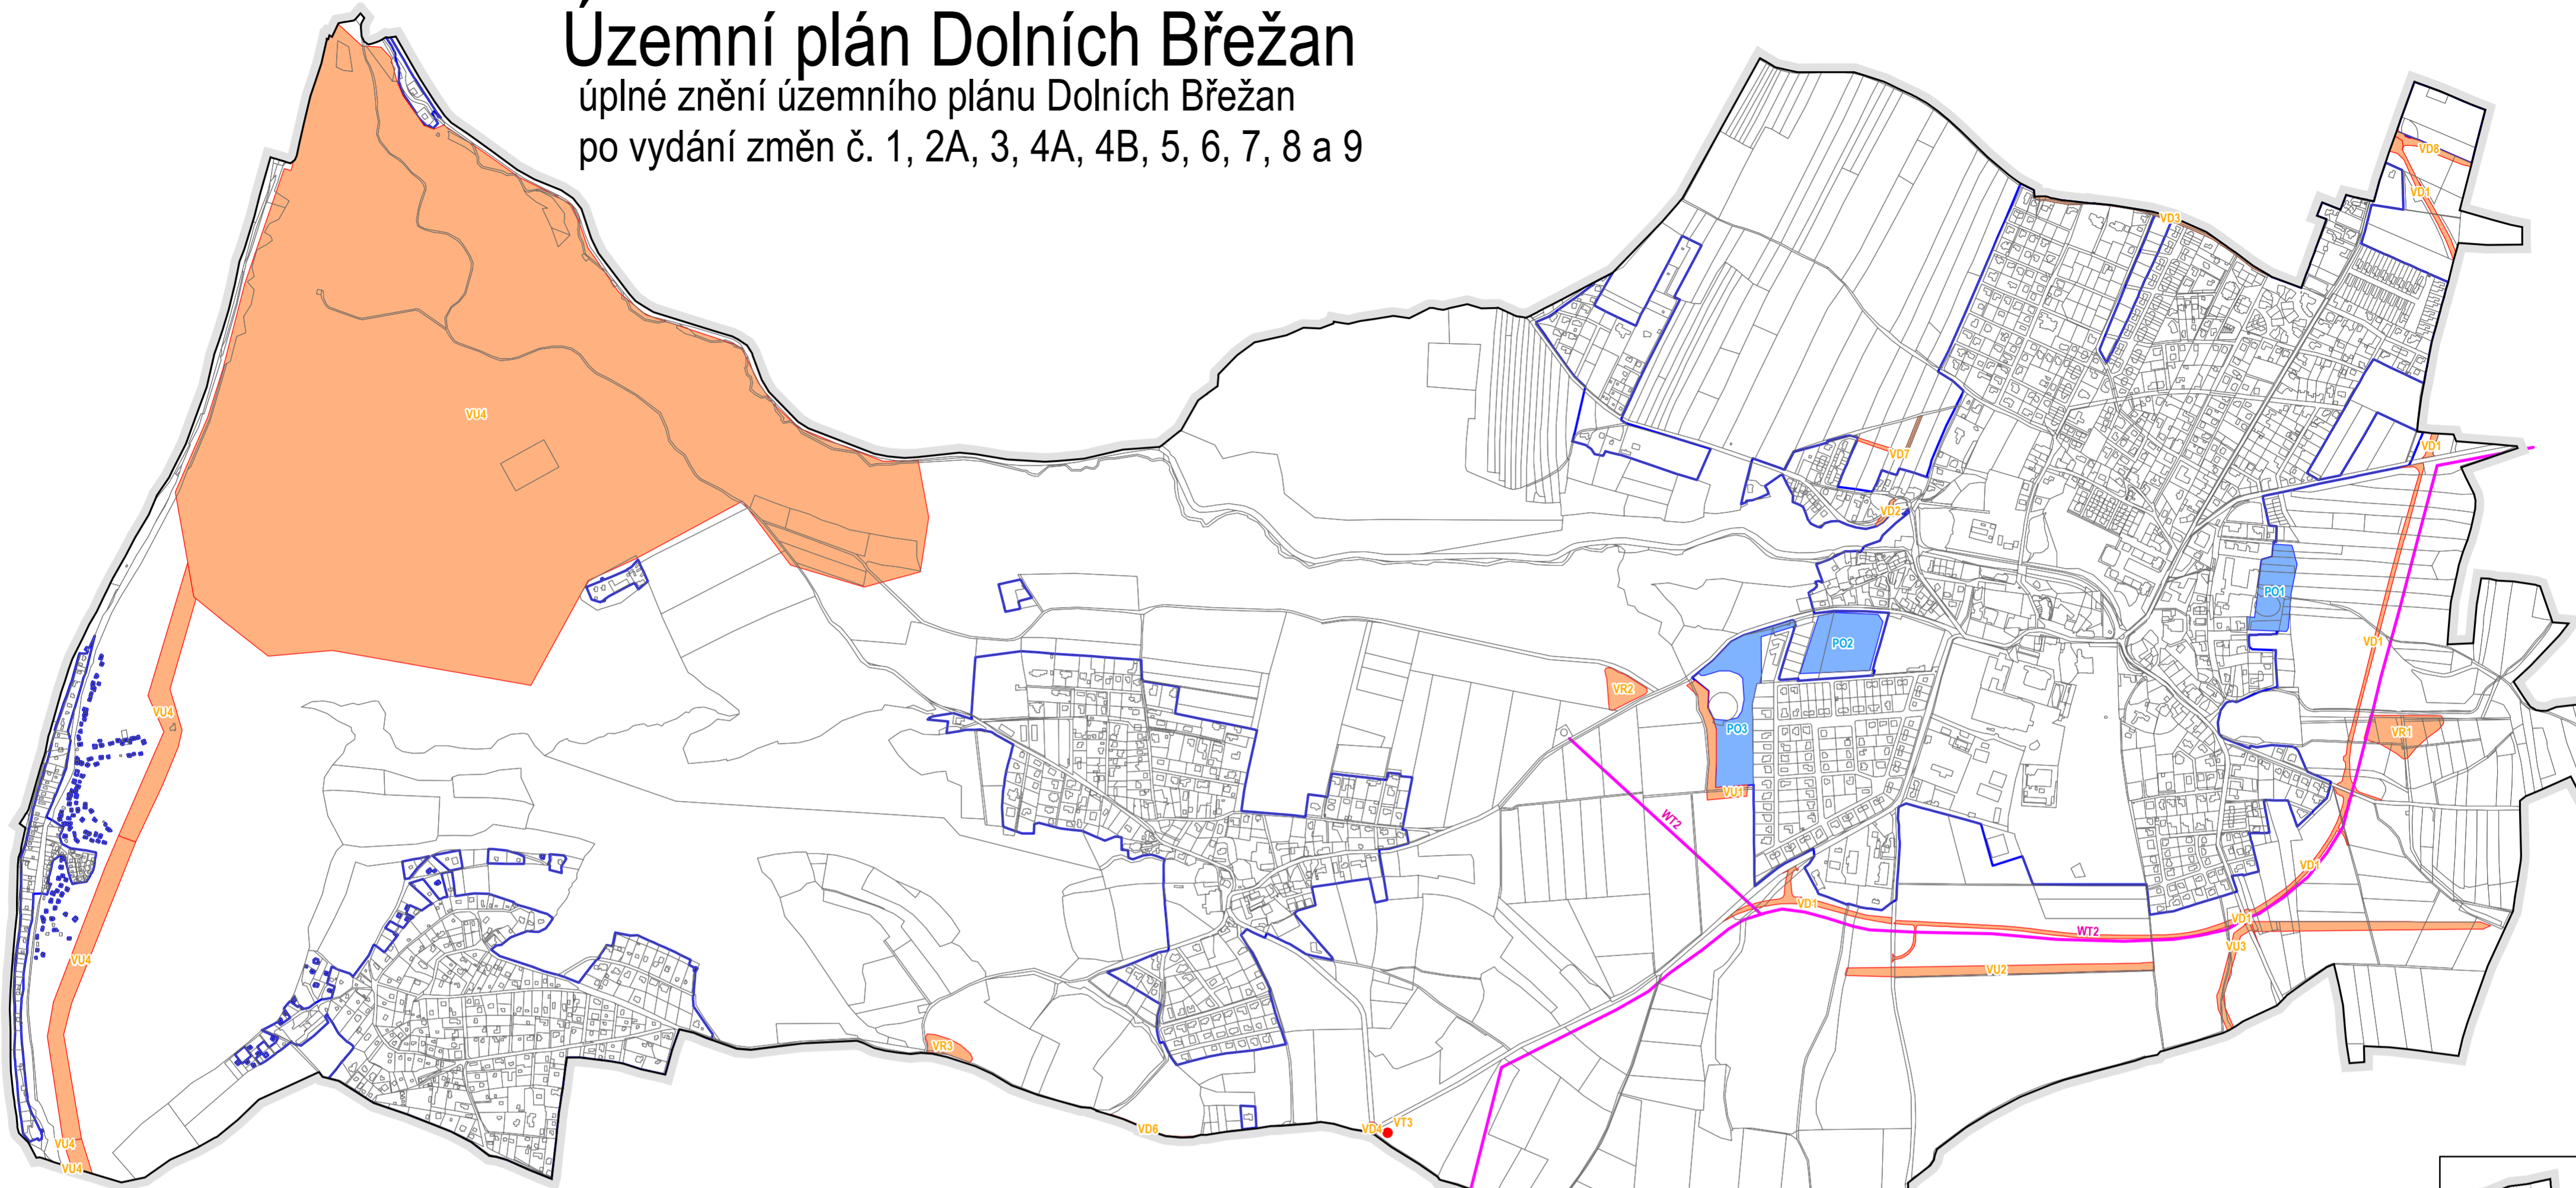 Územní plán Dolních Břežan
úplné znění územního plánu Dolních Břežan
po vydání změn č. 1, 2A, 3, 4A, 4B, 5, 6, 7, 8 a 9
VD8
VD1
VD3
VU4
VD7
VD1
VD2
PO1
PO2
VD1
VR2
VU4
PO3
VR1
VU1
WT2
VD1
VD1
VD1
WT2
VU3
VU4
VU2
VR3
VD6
VD4
VT3
VU4
VU4